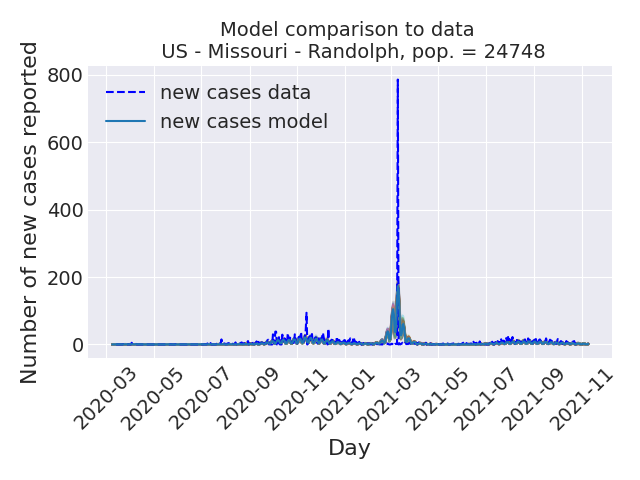 Model comparison to data
US - Missouri - Randolph, pop. = 24748
Number of new cases reported
800
600
400
200
0
new cases data
new cases model
2020-03
2020-05
2020-07
2020-09
2020-11
2021-01
2021-03
2021-05
2021-07
2021-09
2021-11
Day